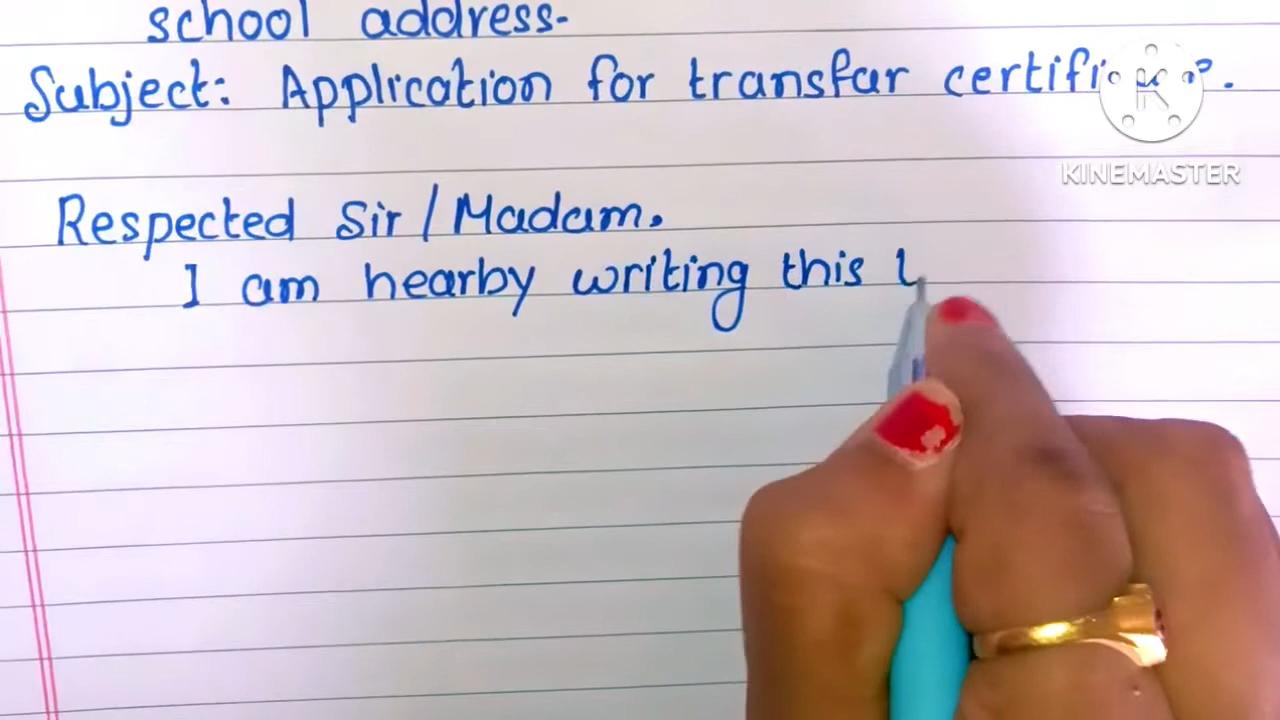 school address-
Subject: Application for transfar
Respected Sir/Madam.
I am hearby writing this
KINEMASTER